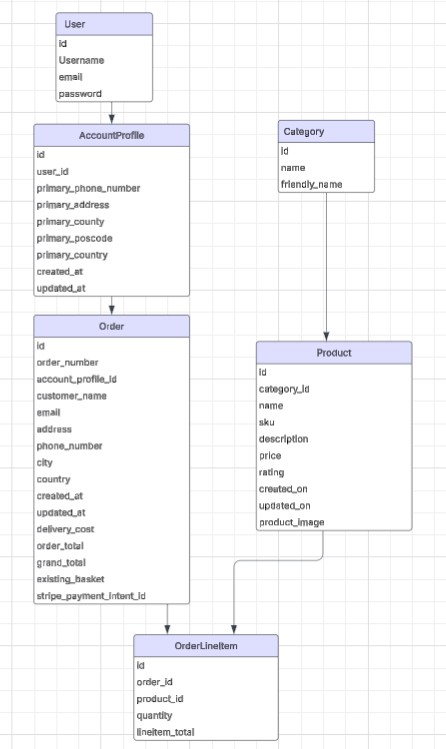 User
id
Username
email
password
AccountProfile
id
user_id
primary_phone_number
primary_address
primary_county
primary_poscode
primary_country
created_at
updated_at
Order
id
order_number
account_profile_id
customer_name
email
address
phone_number
city
country
created_at
updated_at
delivery_cost
order_total
grand_total
existing_basket
stripe_payment_intent_id
Category
id
name
friendly_name
Product
id
category_id
name
sku
description
price
rating
created_on
updated_on
product_image
OrderLineItem
id
order_id
product_id
quantity
lineitem_total